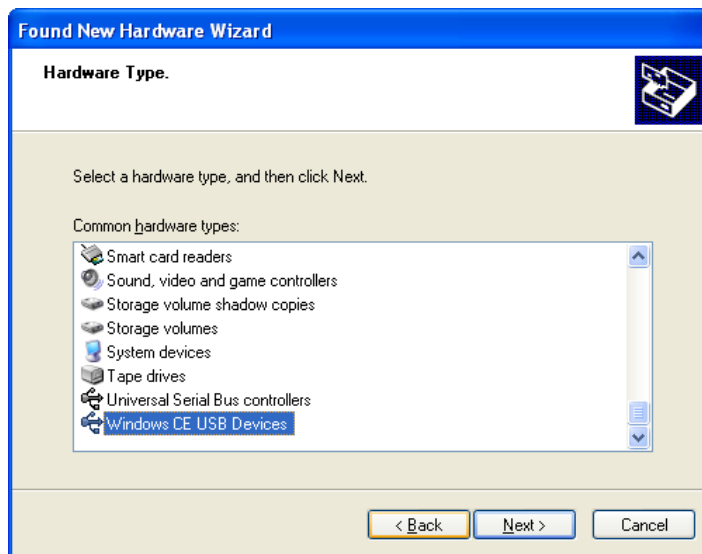 Found New Hardware Wizard
Hardware Type.
Select a hardware type, and then click Next.
Common hardware types:
Smart card readers
Sound, video and game controllers
Storage volume shadow copies
Storage volumes
System devices
Tape drives
Universal Serial Bus controllers
Windows CE USB Devices
< Back Next > Cancel